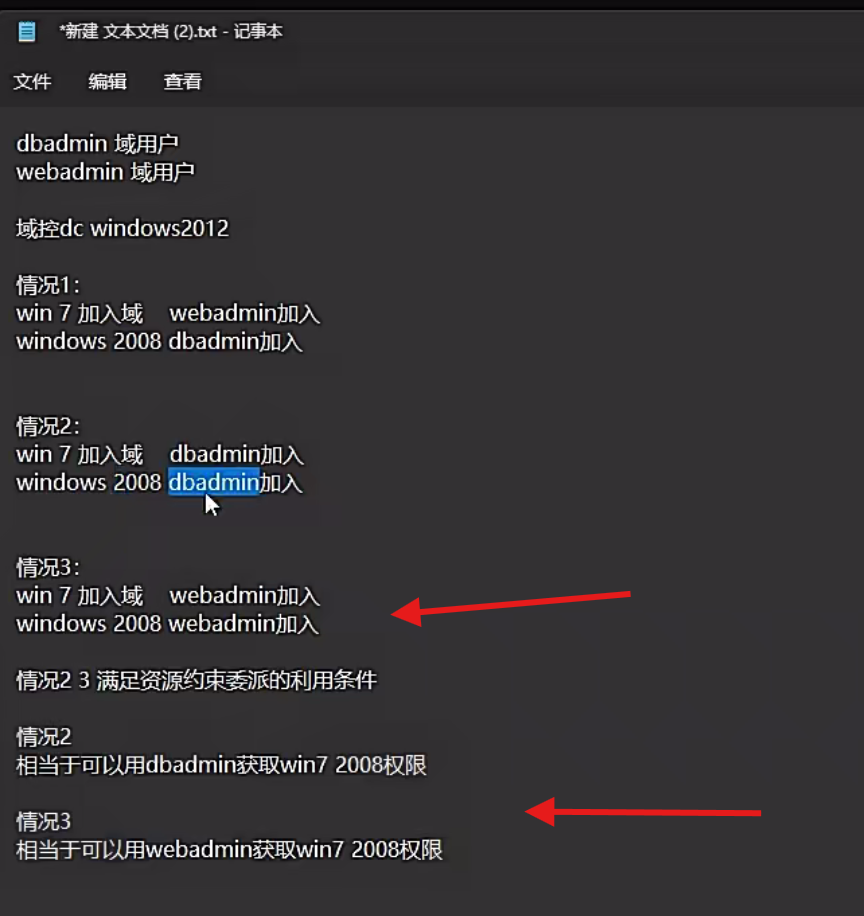 *新建 文本文档 (2).txt - 记事本
文件 编辑 查看
dbadmin 域用户
webadmin 域用户
域控dc windows2012
情况1:
win 7 加入域 webadmin加入
windows 2008 dbadmin加入
情况2:
win 7 加入域 dbadmin加入
windows 2008 dbadmin加入
情况3:
win 7 加入域 webadmin加入
windows 2008 webadmin加入
情况2 3 满足资源约束委派的利用条件
情况2
相当于可以用dbadmin获取win7 2008权限
情况3
相当于可以用webadmin获取win7 2008权限